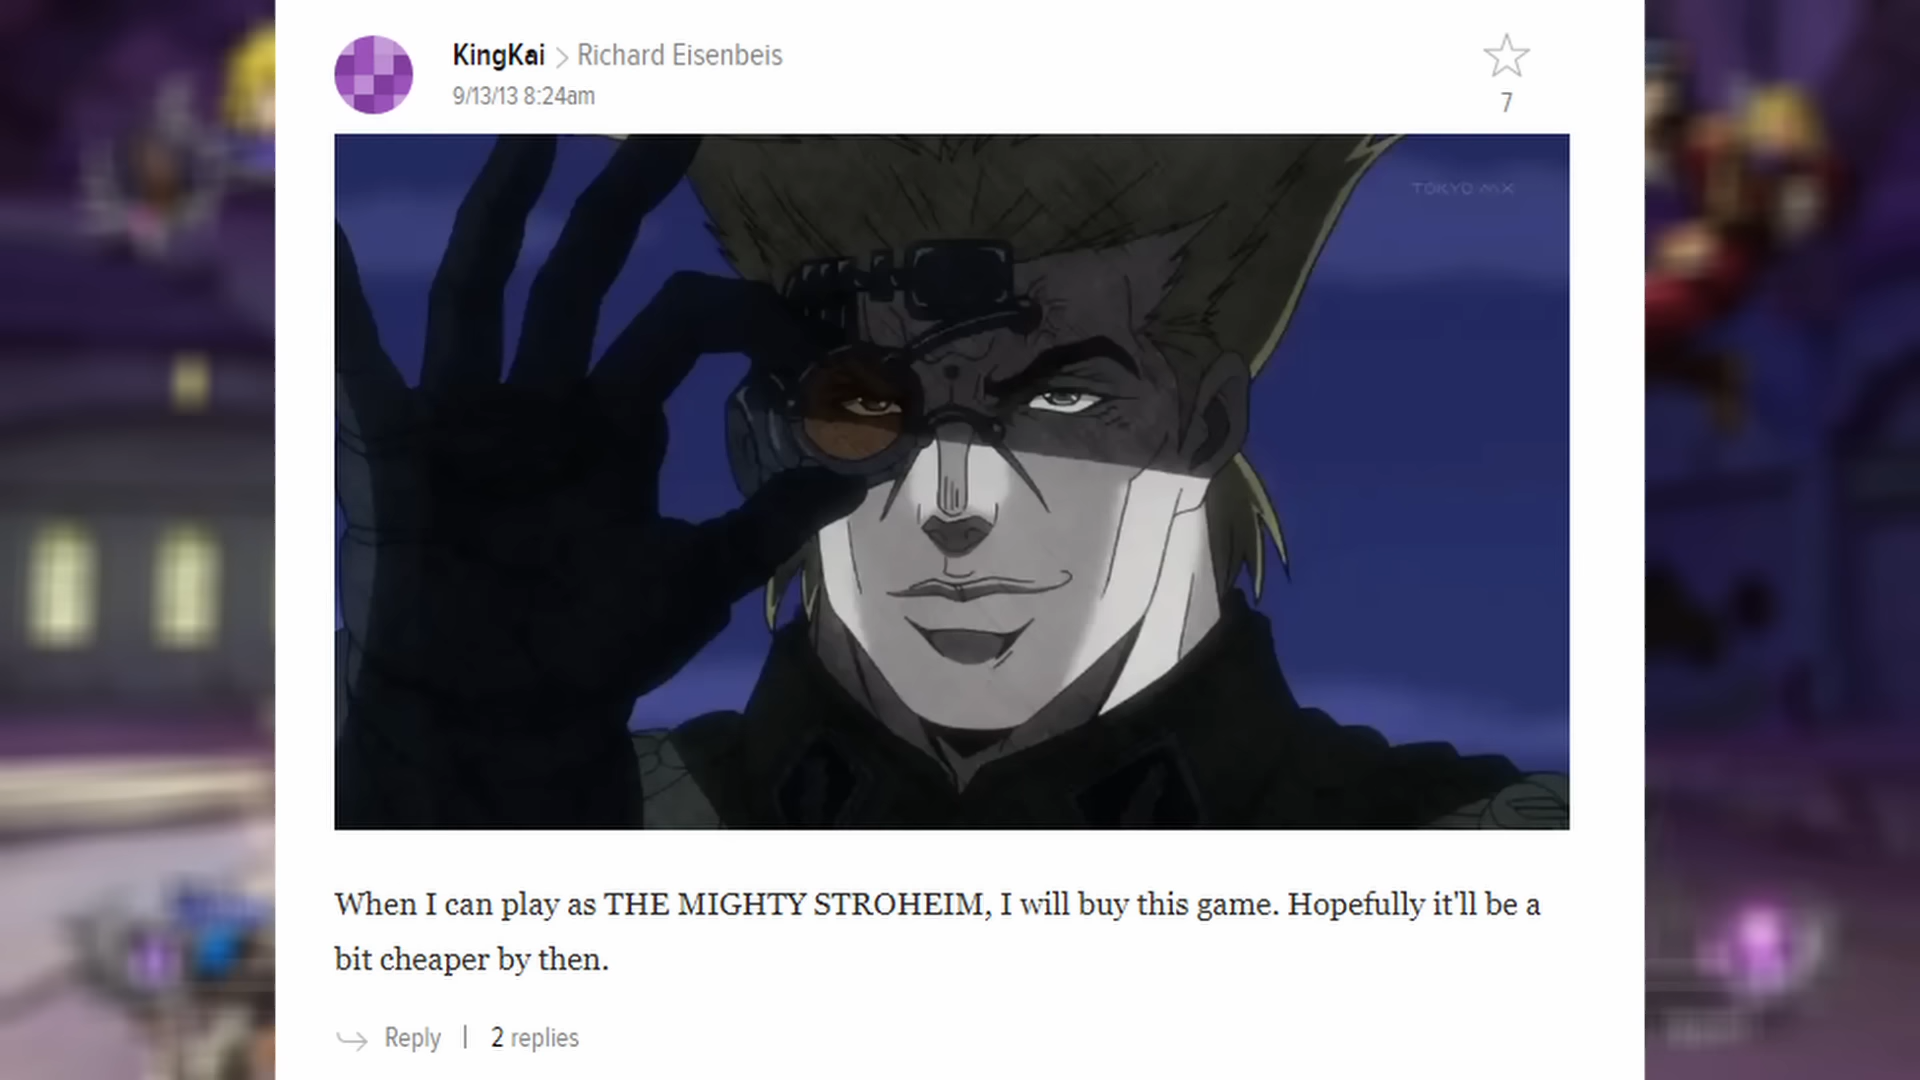 KingKai > Richard Eisenbeis
9/13/13 8:24am
7
TOKYO MX
When I can play as THE MIGHTY STROHEIM, I will buy this game. Hopefully it'll be a
bit cheaper by then.
Reply | 2 replies